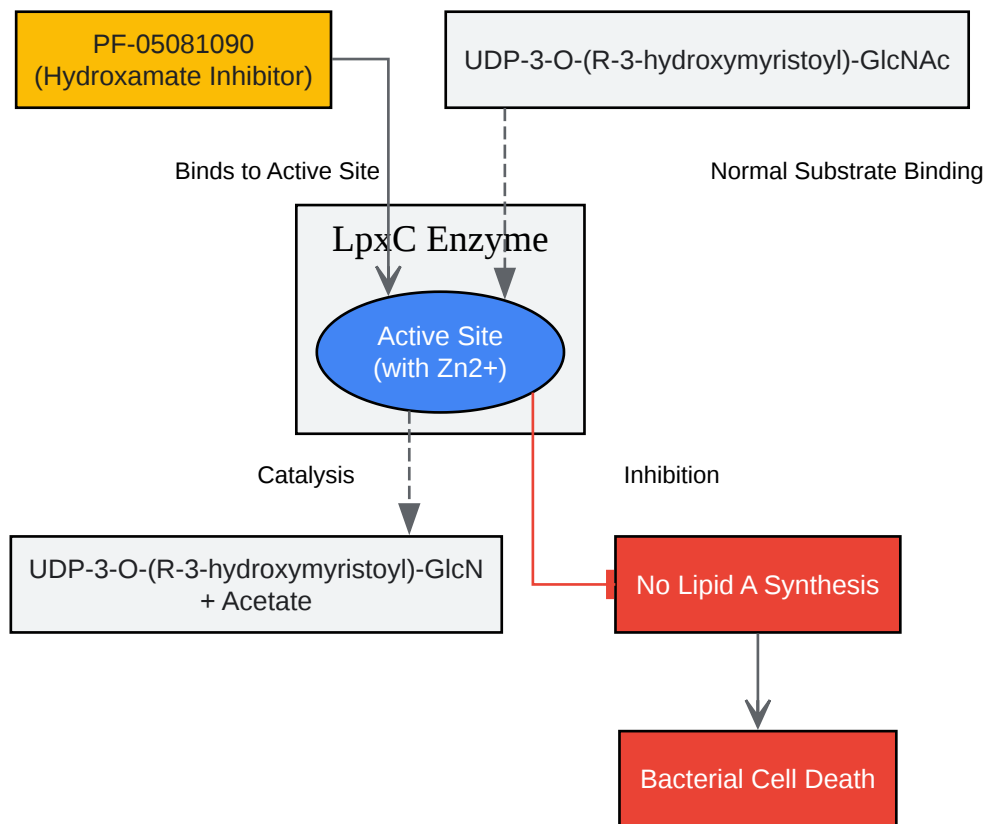 PF-05081090
(Hydroxamate Inhibitor)
UDP-3-O-(R-3-hydroxymyristoyl)-GlcNAc
Binds to Active Site
Normal Substrate Binding
LpxC Enzyme
Active Site
(with Zn2+)
Catalysis
Inhibition
UDP-3-O-(R-3-hydroxymyristoyl)-GlcN
+ Acetate
No Lipid A Synthesis
Bacterial Cell Death